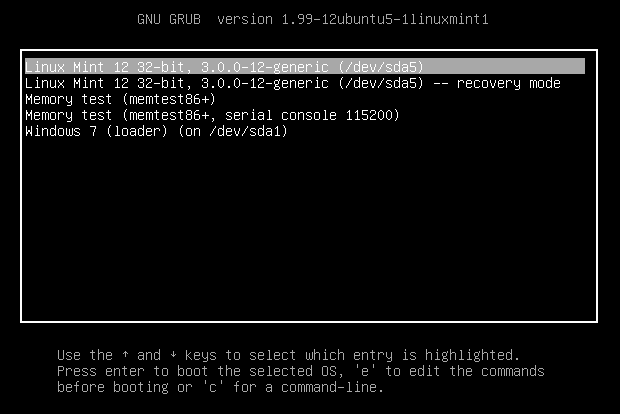 GNU GRUB  version 1.99-12ubuntu5-1linuxmint1
Linux Mint 12 32-bit, 3.0.0-12-generic (/dev/sda5)
Linux Mint 12 32-bit, 3.0.0-12-generic (/dev/sda5) -- recovery mode
Memory test (memtest86+)
Memory test (memtest86+, serial console 115200)
Windows 7 (loader) (on /dev/sda1)
Use the ↑ and ↓ keys to select which entry is highlighted.
Press enter to boot the selected OS, 'e' to edit the commands
before booting or 'c' for a command-line.